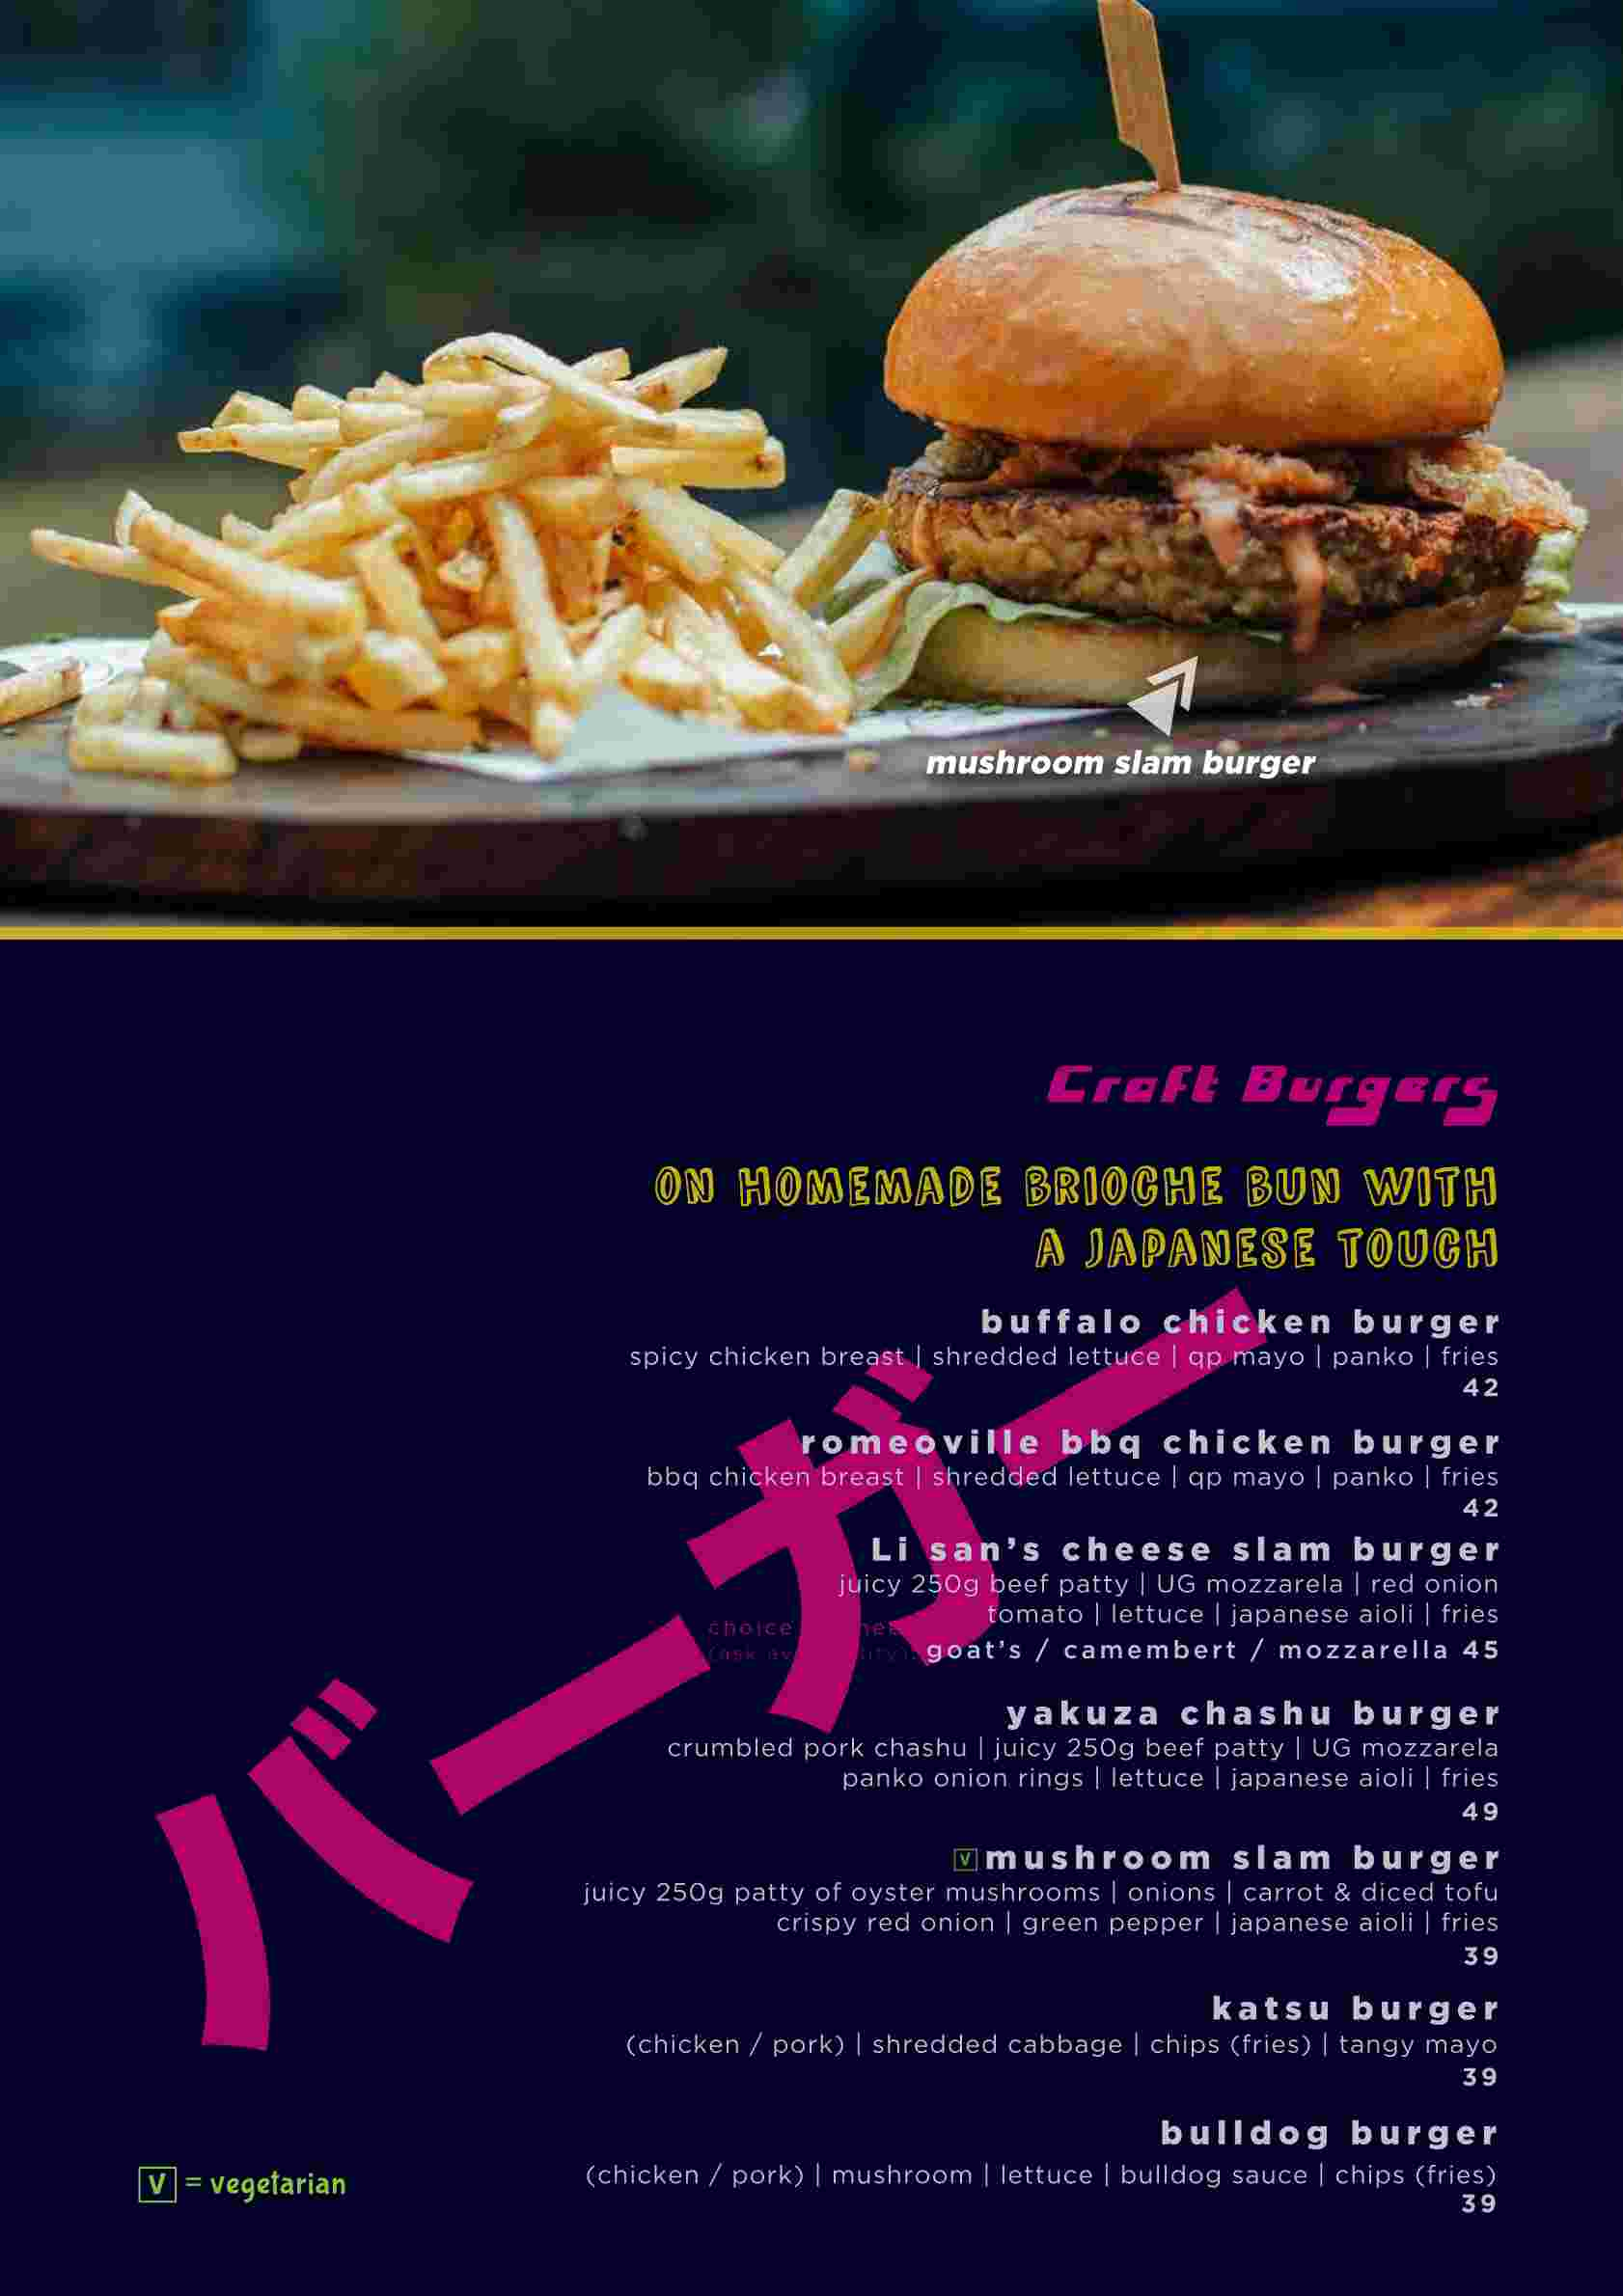 mushroom slam burger
Craft Burgers
ON HOMEMADE BRIOCHE BUN WITH
A JAPANESE TOUCH
バーガー
buffalo chicken burger
spicy chicken breast | shredded lettuce | qp mayo | panko | fries
42
romeoville bbq chicken burger
bbq chicken breast | shredded lettuce | qp mayo | panko | fries
42
Li san's cheese slam burger
juicy 250g beef patty | UG mozzarela | red onion
tomato | lettuce | japanese aioli | fries
choice
(ask
goat's / camembert / mozzarella 45
yakuza chashu burger
crumbled pork chashu | juicy 250g beef patty | UG mozzarela
panko onion rings | lettuce | japanese aioli | fries
49
V mushroom slam burger
juicy 250g patty of oyster mushrooms | onions | carrot & diced tofu
crispy red onion | green pepper | japanese aioli | fries
39
katsu burger
(chicken / pork) | shredded cabbage | chips (fries) | tangy mayo
39
bulldog burger
(chicken / pork) | mushroom | lettuce | bulldog sauce | chips (fries)
39
V = vegetarian